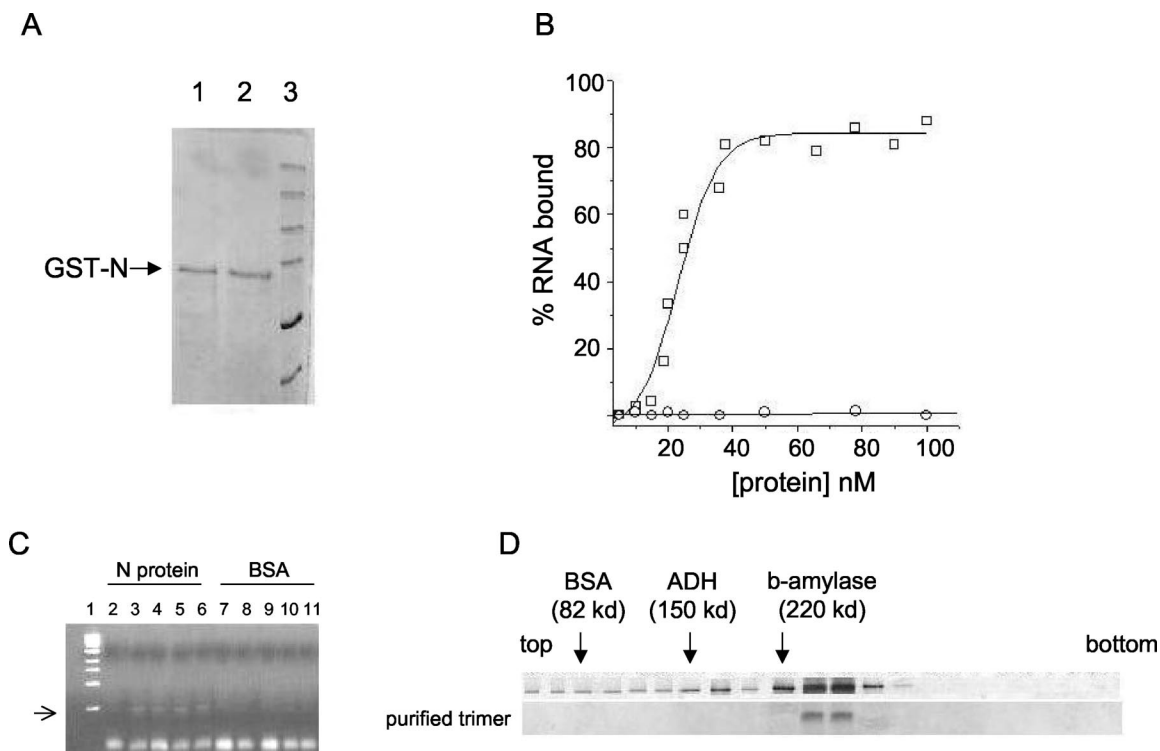 A
1 2 3
GST-N
B
100
80
60
40
20
% RNA bound
20 40 60 80 100
[protein] nM
C
N protein BSA
1 2 3 4 5 6 7 8 9 10 11
D
BSA ADH b-amylase
(82 kd) (150 kd) (220 kd)
top bottom
purified trimer